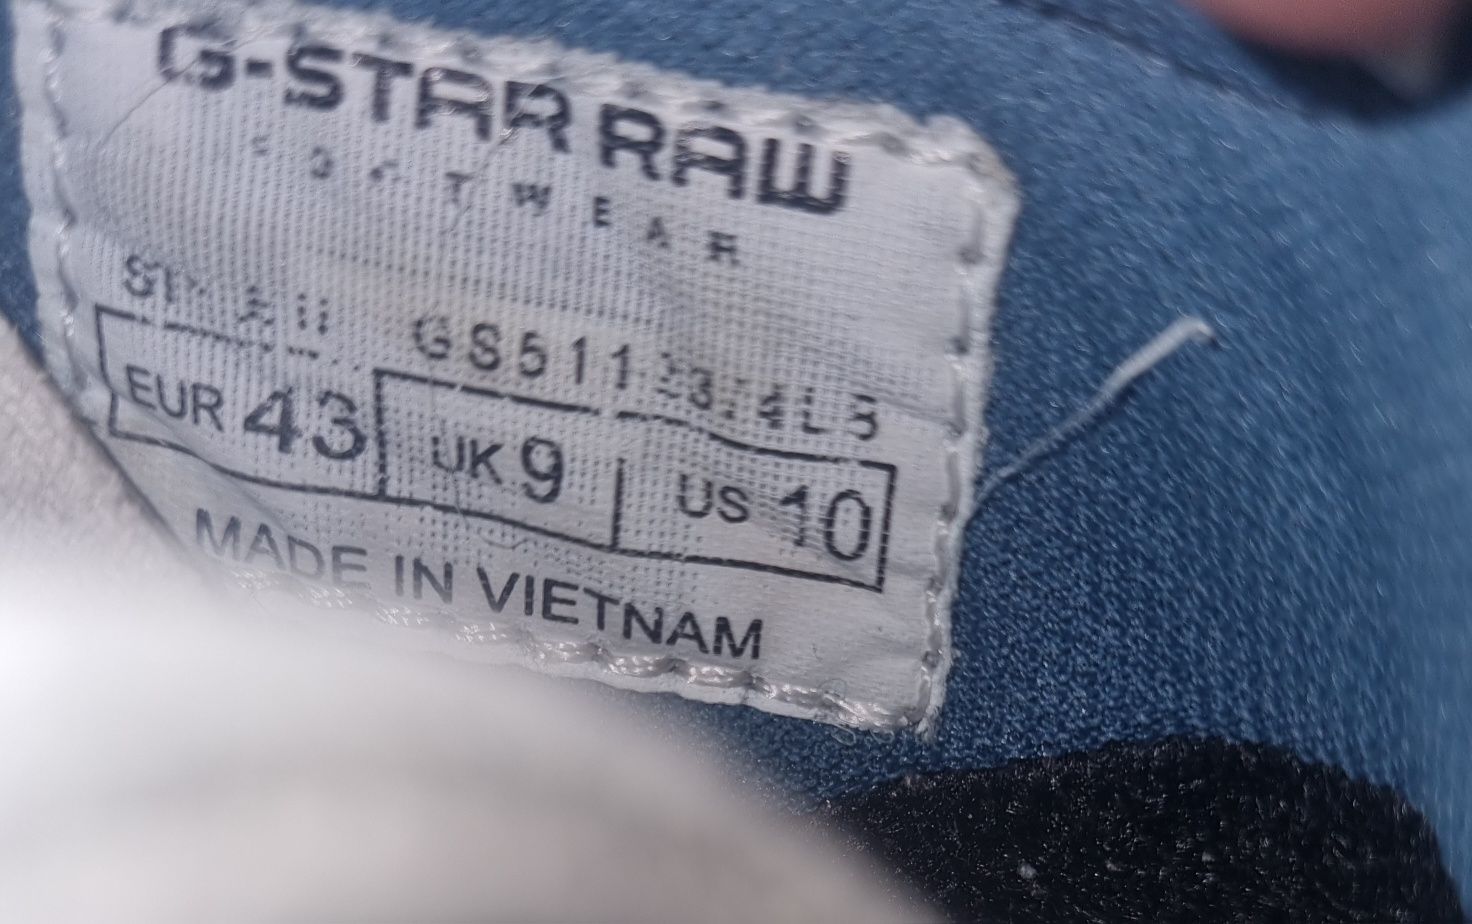 G-STAR RAW
FOOTWEAR
EUR 43 UK 9 US 10
MADE IN VIETNAM